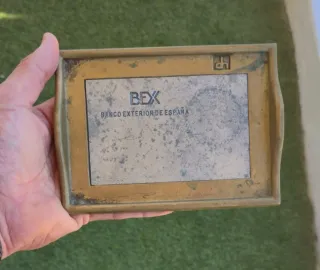 BEX
BANCO EXTERIOR DE ESPAÑA